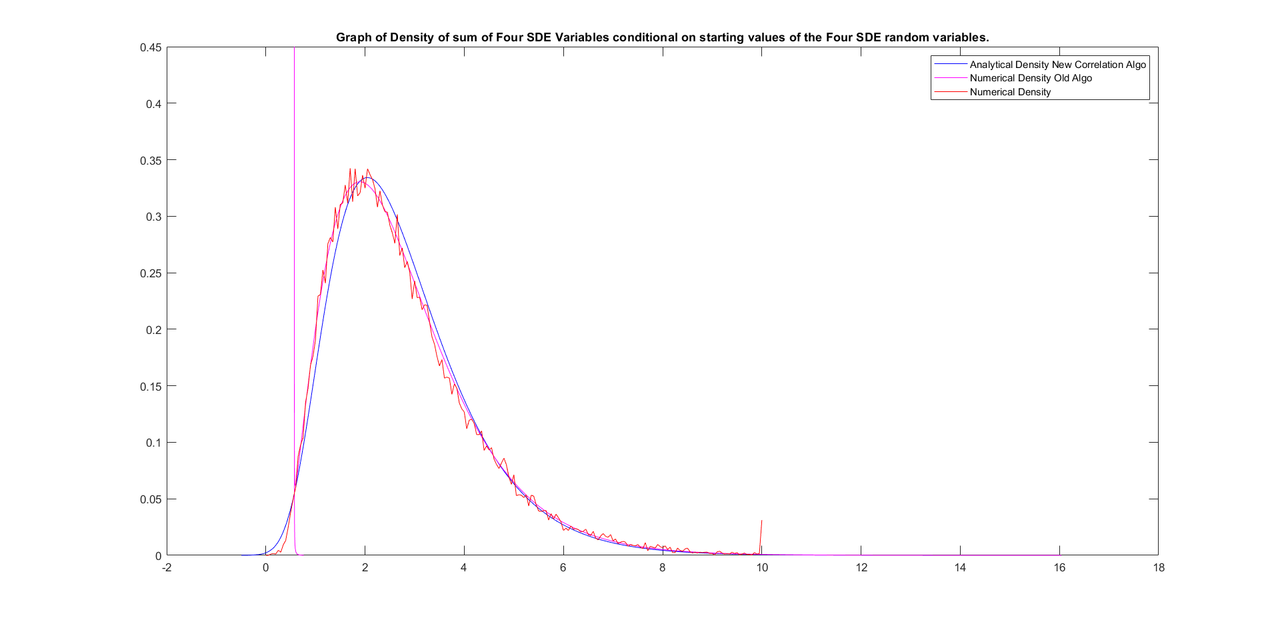 Graph of Density of sum of Four SDE Variables conditional on starting values of the Four SDE random variables.
Analytical Density New Correlation Algo
Numerical Density Old Algo
Numerical Density
0.45
0.4
0.35
0.3
0.25
0.2
0.15
0.1
0.05
0
-2 0 2 4 6 8 10 12 14 16 18